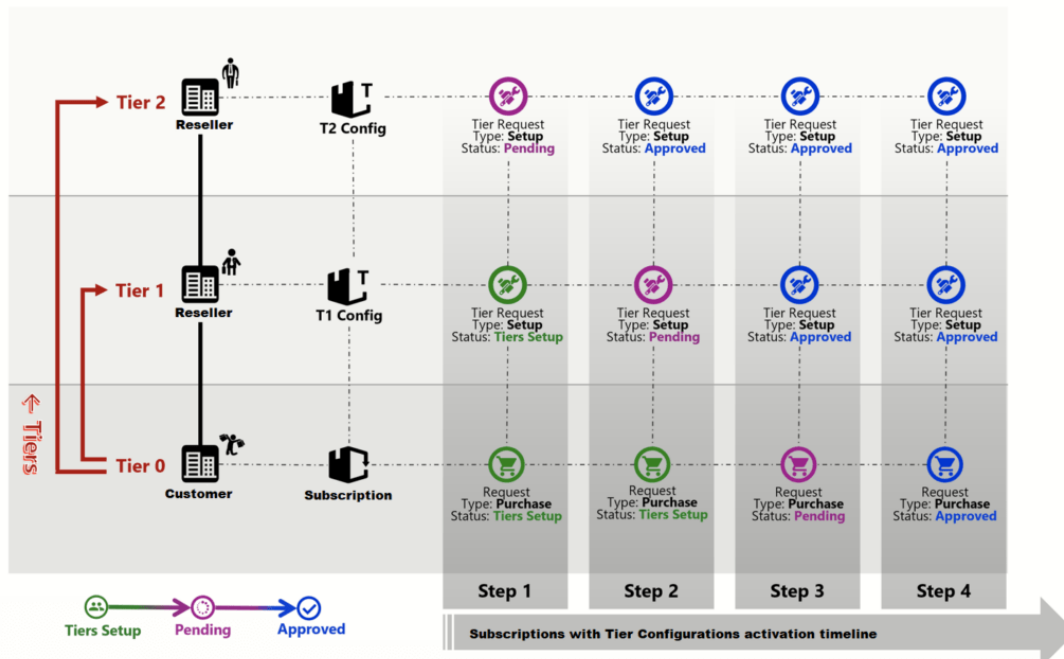 Tier 2
Reseller
T
T2 Config
Tier Request
Type: Setup
Status: Pending
Tier Request
Type: Setup
Status: Approved
Tier Request
Type: Setup
Status: Approved
Tier Request
Type: Setup
Status: Approved
Tier 1
Reseller
T
T1 Config
Tier Request
Type: Setup
Status: Tiers Setup
Tier Request
Type: Setup
Status: Pending
Tier Request
Type: Setup
Status: Approved
Tier Request
Type: Setup
Status: Approved
← Tiers
Tier 0
Customer
Subscription
Request
Type: Purchase
Status: Tiers Setup
Request
Type: Purchase
Status: Tiers Setup
Request
Type: Purchase
Status: Pending
Request
Type: Purchase
Status: Approved
Step 1
Step 2
Step 3
Step 4
Tiers Setup
Pending
Approved
Subscriptions with Tier Configurations activation timeline